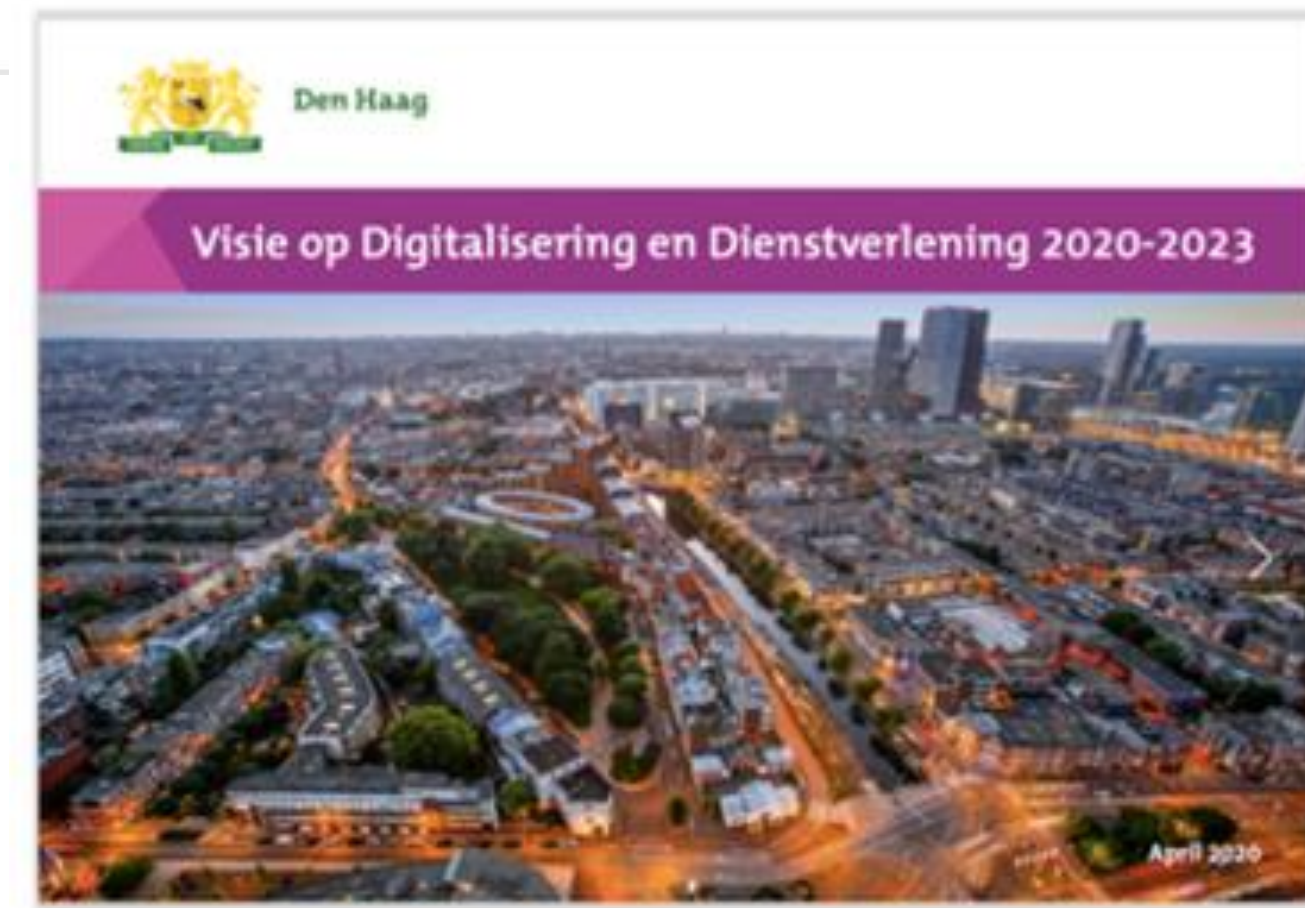 Den Haag
Visie op Digitalisering en Dienstverlening 2020-2023
April 2020